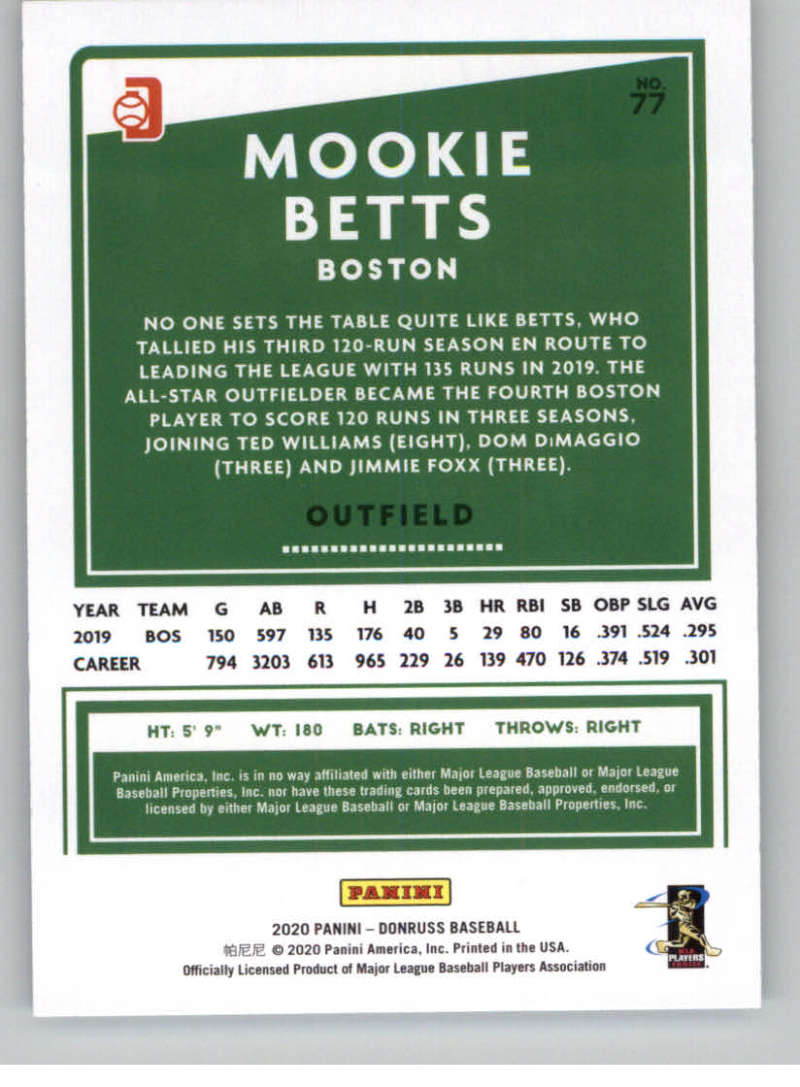 NO.
77
MOOKIE
BETTS
BOSTON
NO ONE SETS THE TABLE QUITE LIKE BETTS, WHO
TALLIED HIS THIRD 120-RUN SEASON EN ROUTE TO
LEADING THE LEAGUE WITH 135 RUNS IN 2019. THE
ALL-STAR OUTFIELDER BECAME THE FOURTH BOSTON
PLAYER TO SCORE 120 RUNS IN THREE SEASONS,
JOINING TED WILLIAMS (EIGHT), DOM DiMAGGIO
(THREE) AND JIMMIE FOXX (THREE).
OUTFIELD
YEAR TEAM G AB R H 2B 3B HR RBI SB OBP SLG AVG
2019 BOS 150 597 135 176 40 5 29 80 16 .391 .524 .295
CAREER 794 3203 613 965 229 26 139 470 126 .374 .519 .301
HT: 5' 9" WT: 180 BATS: RIGHT THROWS: RIGHT
Panini America, Inc. is in no way affiliated with either Major League Baseball or Major League
Baseball Properties, Inc. nor have these trading cards been prepared, approved, endorsed, or
licensed by either Major League Baseball or Major League Baseball Properties, Inc.
PANINI
2020 PANINI – DONRUSS BASEBALL
帕尼尼 © 2020 Panini America, Inc. Printed in the USA.
Officially Licensed Product of Major League Baseball Players Association
MLB
PLAYERS
CHOICE